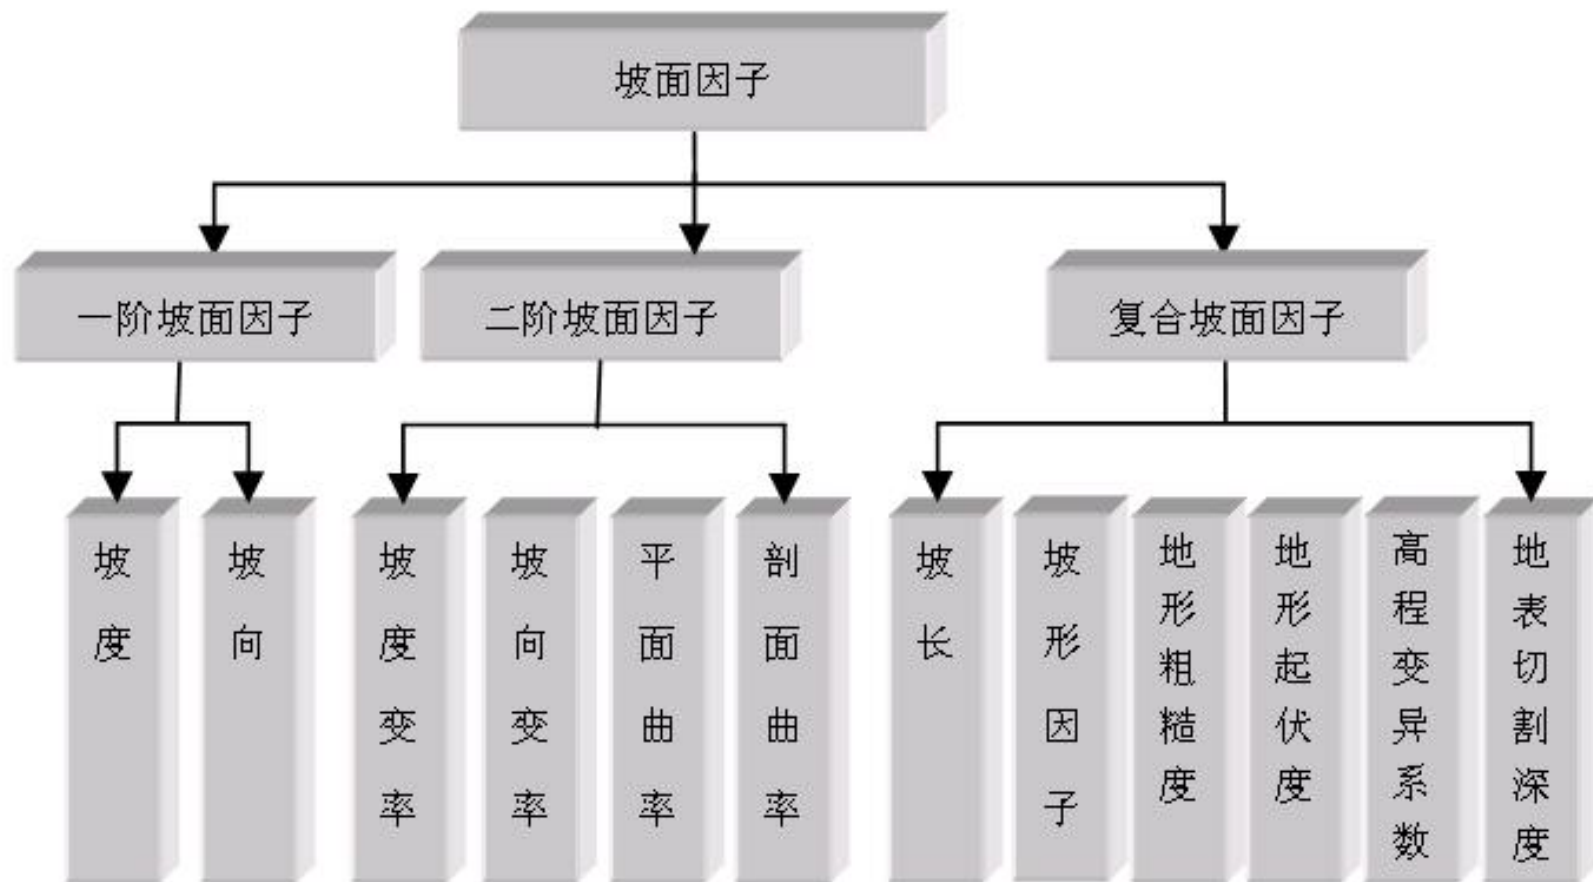 坡面因子
一阶坡面因子
二阶坡面因子
复合坡面因子
坡度
坡向
坡度变率
坡向变率
平面曲率
剖面曲率
坡长
坡形因子
地形粗糙度
地形起伏度
高程变异系数
地表切割深度